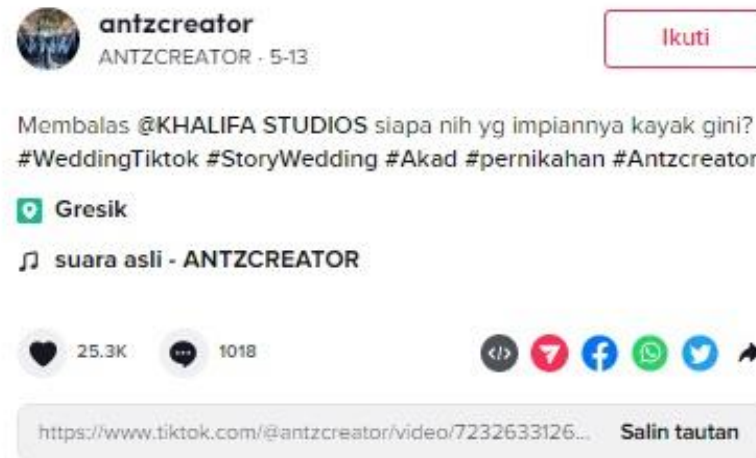 antzcreator
ANTZCREATOR · 5-13
Ikuti
Membalas @KHALIFA STUDIOS siapa nih yg impiannya kayak gini?
#WeddingTiktok #StoryWedding #Akad #pernikahan #Antzcreator
Gresik
suara asli - ANTZCREATOR
25.3K
1018
https://www.tiktok.com/@antzcreator/video/7232633126...
Salin tautan